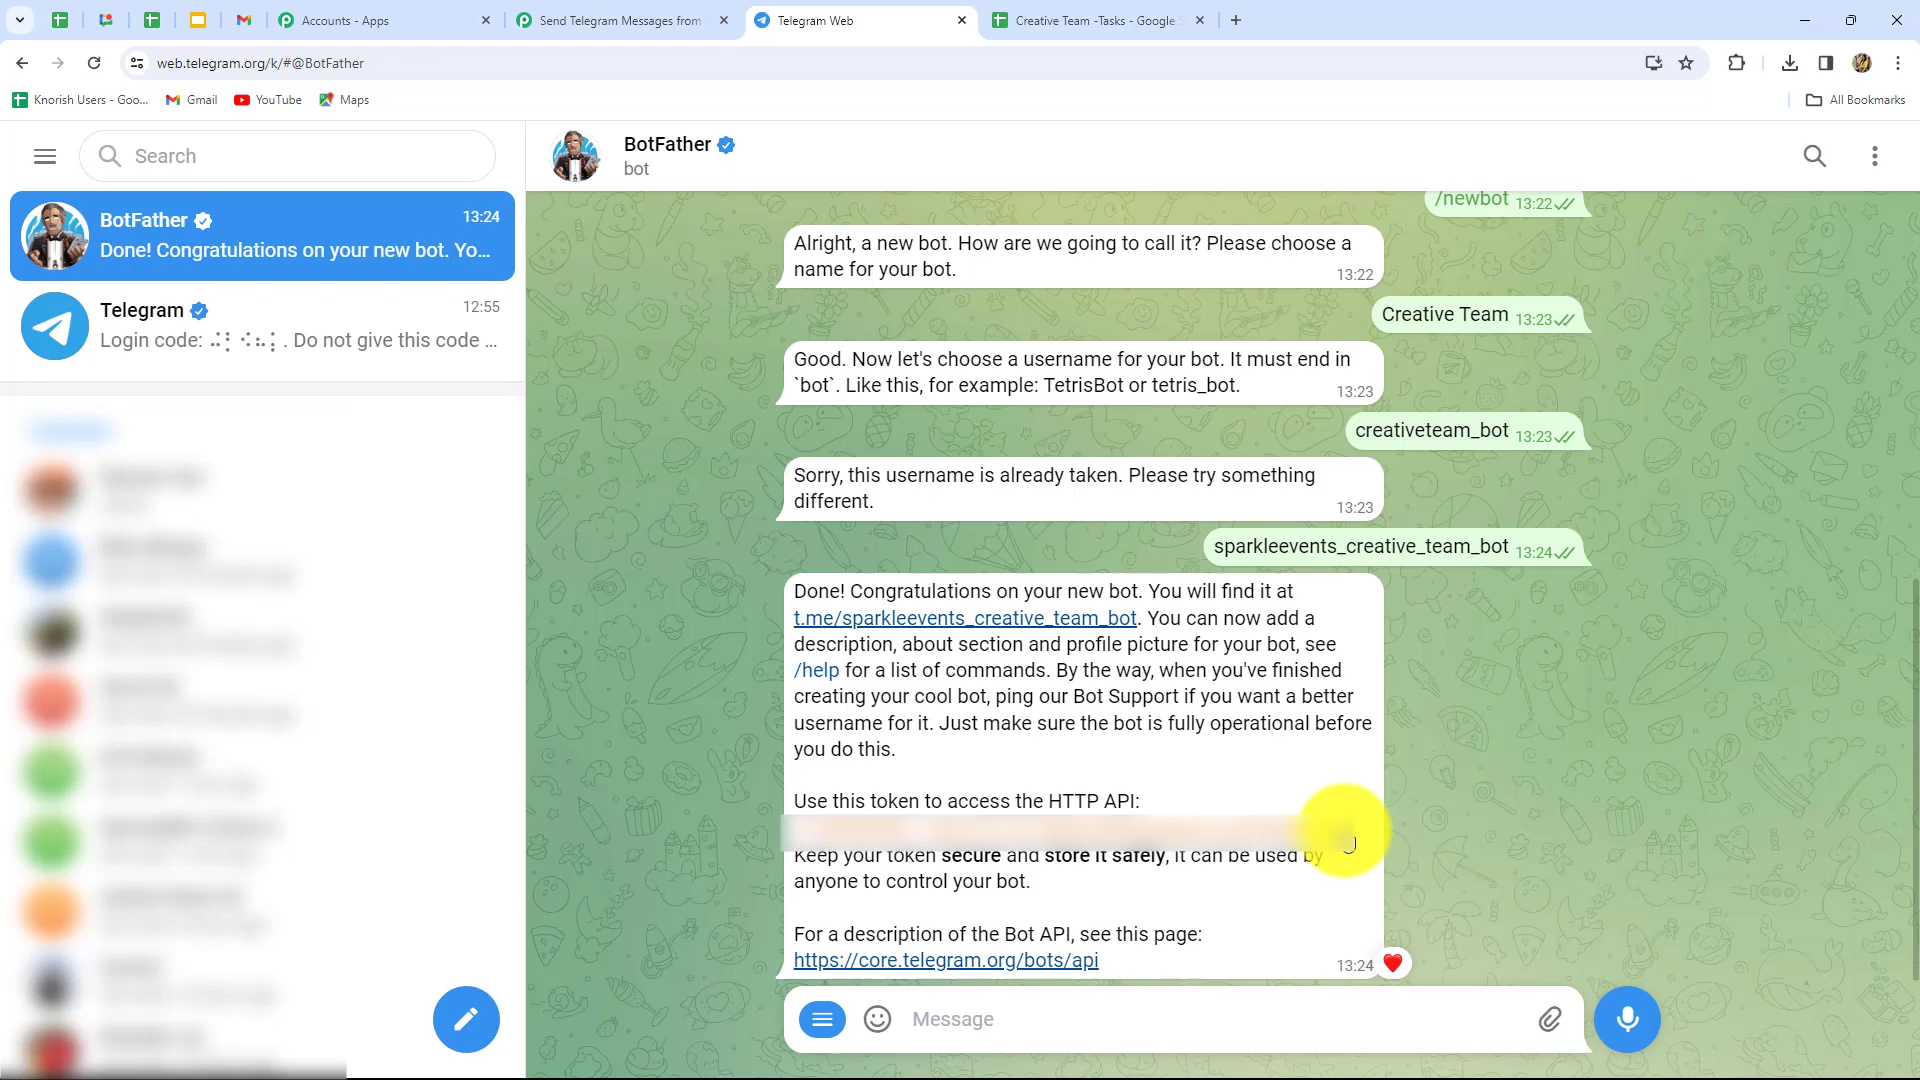 Accounts - Apps
Send Telegram Messages from
Telegram Web
Creative Team -Tasks - Google
web.telegram.org/k/#@BotFather
Knorish Users - Goo...
Gmail
YouTube
Maps
All Bookmarks
Search
BotFather
bot
BotFather
13:24
Done! Congratulations on your new bot. Yo...
Telegram
12:55
Login code: . Do not give this code ...
/newbot 13:22
Alright, a new bot. How are we going to call it? Please choose a
name for your bot.
13:22
Creative Team 13:23
Good. Now let's choose a username for your bot. It must end in
`bot`. Like this, for example: TetrisBot or tetris_bot.
13:23
creativeteam_bot 13:23
Sorry, this username is already taken. Please try something
different.
13:23
sparkleevents_creative_team_bot 13:24
Done! Congratulations on your new bot. You will find it at
t.me/sparkleevents_creative_team_bot. You can now add a
description, about section and profile picture for your bot, see
/help for a list of commands. By the way, when you've finished
creating your cool bot, ping our Bot Support if you want a better
username for it. Just make sure the bot is fully operational before
you do this.
Use this token to access the HTTP API:
Keep your token secure and store it safely, it can be used by
anyone to control your bot.
For a description of the Bot API, see this page:
https://core.telegram.org/bots/api
13:24
Message